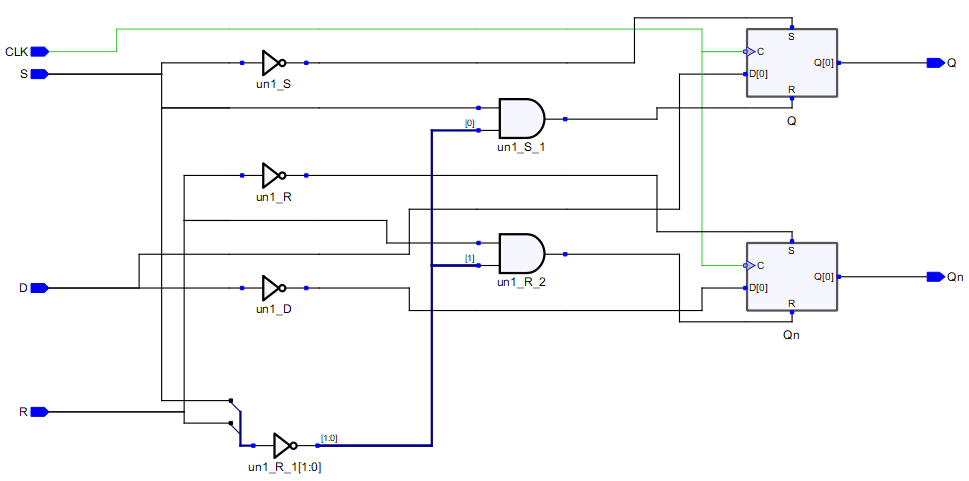 CLK
S
un1_S
S
C
D[0]
Q[0]
R
Q
Q
[0]
un1_S_1
un1_R
[1]
un1_R_2
S
C
D[0]
Q[0]
R
Qn
Qn
D
un1_D
R
[1:0]
un1_R_1[1:0]